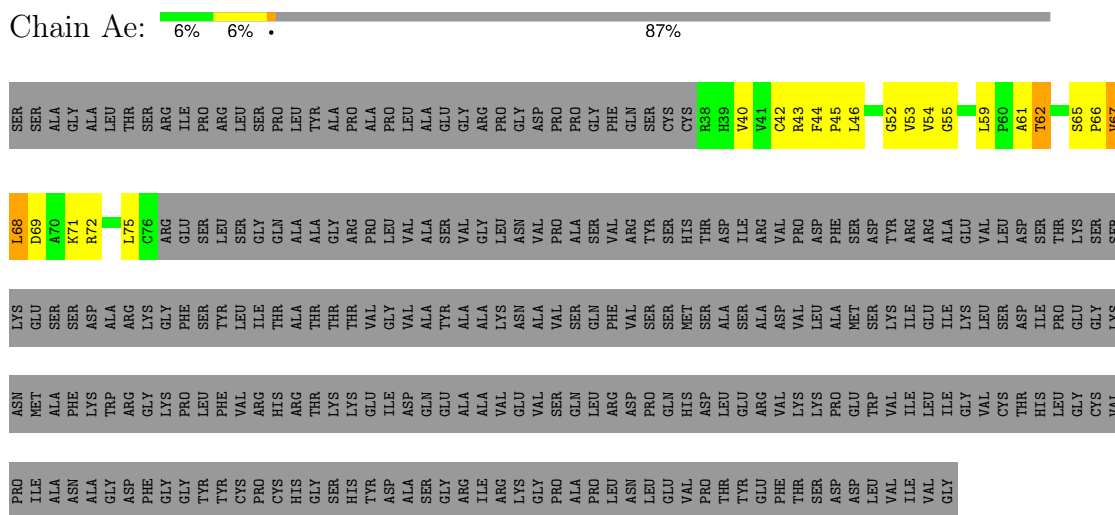 Chain Ae: 6% 6% • 87%
SER SER ALA GLY ALA LEU THR SER ARG ILE PRO ARG LEU SER PRO LEU TYR ALA PRO ALA PRO LEU ALA GLU GLY ARG PRO GLY ASP PRO PRO GLY PHE GLN SER CYS CYS R38 H39 V40 V41 C42 R43 F44 P45 L46 G52 V53 V54 G55 L59 P60 A61 T62 S65 P66 V67
L68 D69 A70 K71 R72 L75 C76 ARG GLU SER LEU SER GLY GLN ALA ALA GLY ARG PRO LEU VAL ALA SER VAL GLY LEU ASN VAL PRO ALA SER VAL ARG TYR SER HIS THR ASP ILE ARG VAL PRO ASP PHE SER ASP TYR ARG ARG ALA GLU VAL LEU ASP SER THR LYS SER SER
LYS GLU SER SER ASP ALA ARG LYS GLY PHE SER TYR LEU ILE THR ALA THR THR THR VAL GLY VAL ALA TYR ALA ALA LYS ASN ALA VAL SER GLN PHE VAL SER SER MET SER ALA SER ALA ASP VAL LEU ALA MET SER LYS ILE GLU ILE LYS LEU SER ASP ILE PRO GLU GLY LYS
ASN MET ALA PHE LYS TRP ARG GLY LYS PRO LEU PHE VAL ARG HIS ARG THR LYS LYS GLU ILE ASP GLN GLU ALA ALA VAL GLU VAL SER GLN LEU ARG ASP PRO GLN HIS ASP LEU GLU ARG VAL LYS LYS PRO GLU TRP VAL ILE LEU ILE GLY VAL CYS THR HIS LEU GLY CYS VAL
PRO ILE ALA ASN ALA GLY ASP PHE GLY GLY TYR TYR CYS PRO CYS HIS GLY SER HIS TYR ASP ALA SER GLY ARG ILE ARG LYS GLY PRO ALA PRO LEU ASN LEU GLU VAL PRO THR TYR GLU PHE THR SER ASP ASP LEU VAL ILE VAL GLY